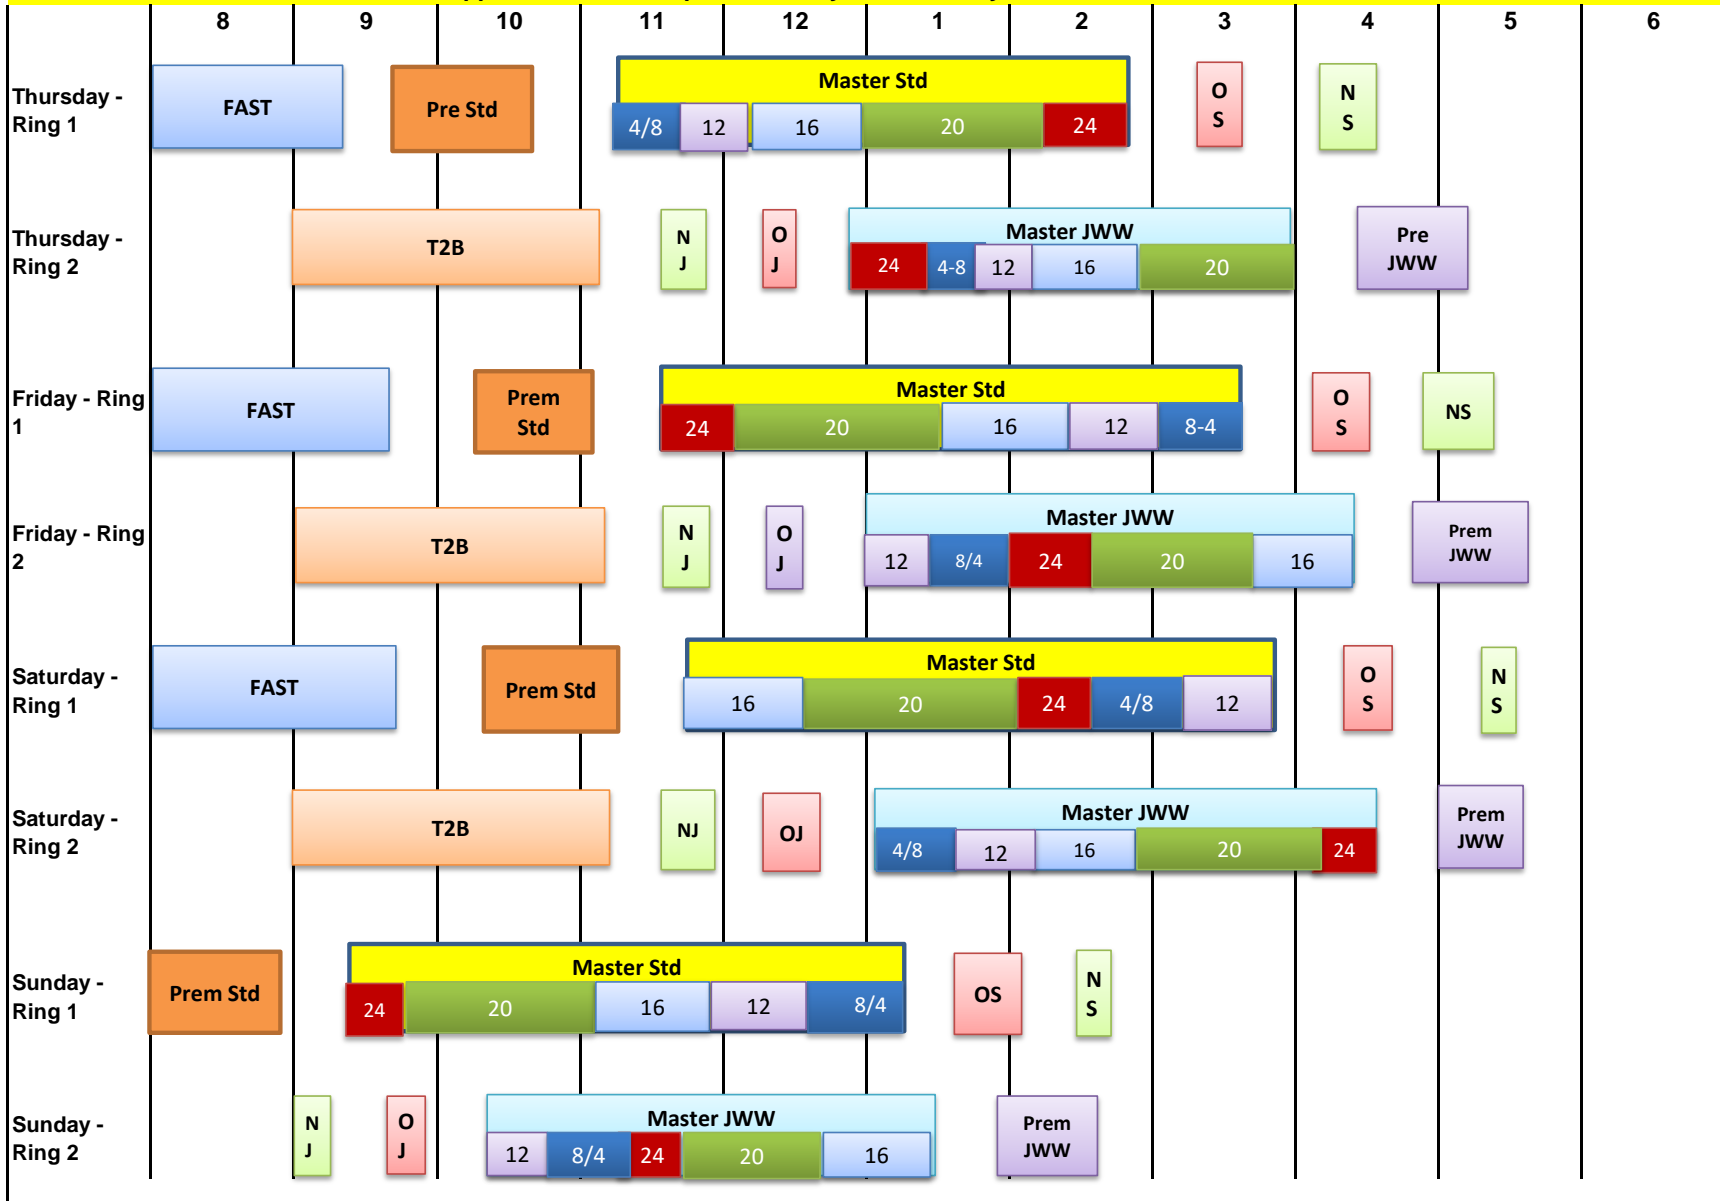 8 9 10 11 12 1 2 3 4 5 6
Thursday -
Ring 1
FAST
Pre Std
Master Std
4/8 12 16 20 24
O
S
N
S
Thursday -
Ring 2
T2B
N
J
O
J
Master JWW
24 4-8 12 16 20
Pre
JWW
Friday - Ring
1
FAST
Prem
Std
Master Std
24 20 16 12 8-4
O
S
NS
Friday - Ring
2
T2B
N
J
O
J
Master JWW
12 8/4 24 20 16
Prem
JWW
Saturday -
Ring 1
FAST
Prem Std
Master Std
16 20 24 4/8 12
O
S
N
S
Saturday -
Ring 2
T2B
NJ
OJ
Master JWW
4/8 12 16 20 24
Prem
JWW
Sunday -
Ring 1
Prem Std
Master Std
24 20 16 12 8/4
OS
N
S
Sunday -
Ring 2
N
J
O
J
Master JWW
12 8/4 24 20 16
Prem
JWW